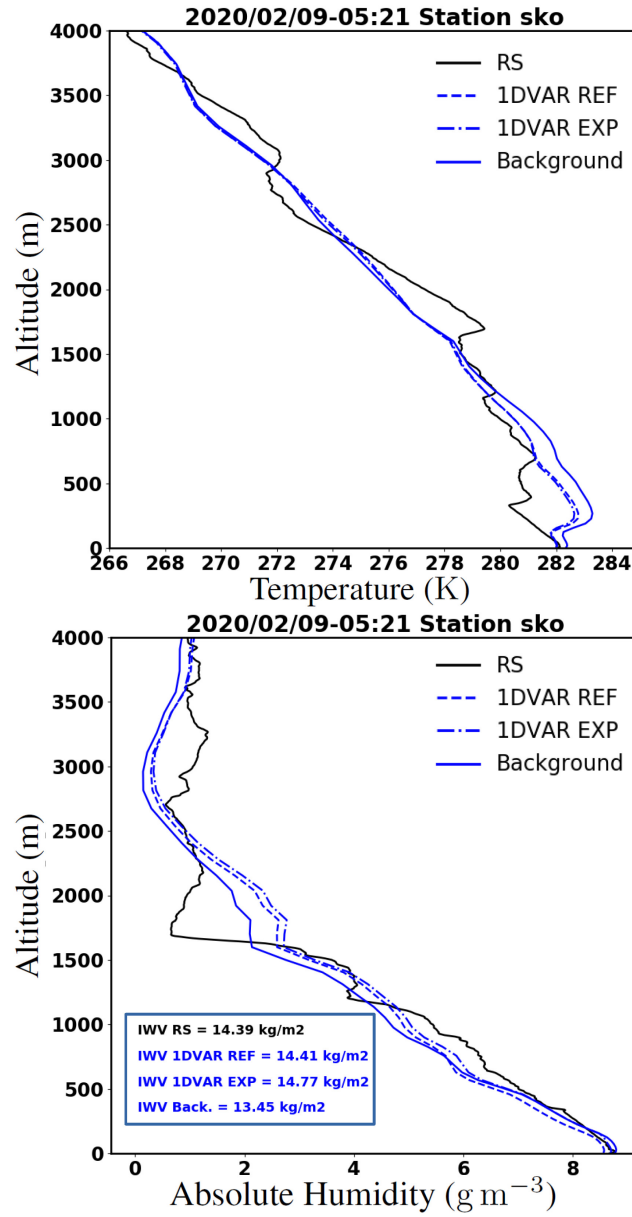 2020/02/09-05:21 Station sko
4000
3500
3000
2500
2000
1500
1000
500
0
Altitude (m)
RS
1DVAR REF
1DVAR EXP
Background
266 268 270 272 274 276 278 280 282 284
Temperature (K)
2020/02/09-05:21 Station sko
4000
3500
3000
2500
2000
1500
1000
500
0
Altitude (m)
RS
1DVAR REF
1DVAR EXP
Background
IWV RS = 14.39 kg/m2
IWV 1DVAR REF = 14.41 kg/m2
IWV 1DVAR EXP = 14.77 kg/m2
IWV Back. = 13.45 kg/m2
0 2 4 6 8
Absolute Humidity (g m⁻³)